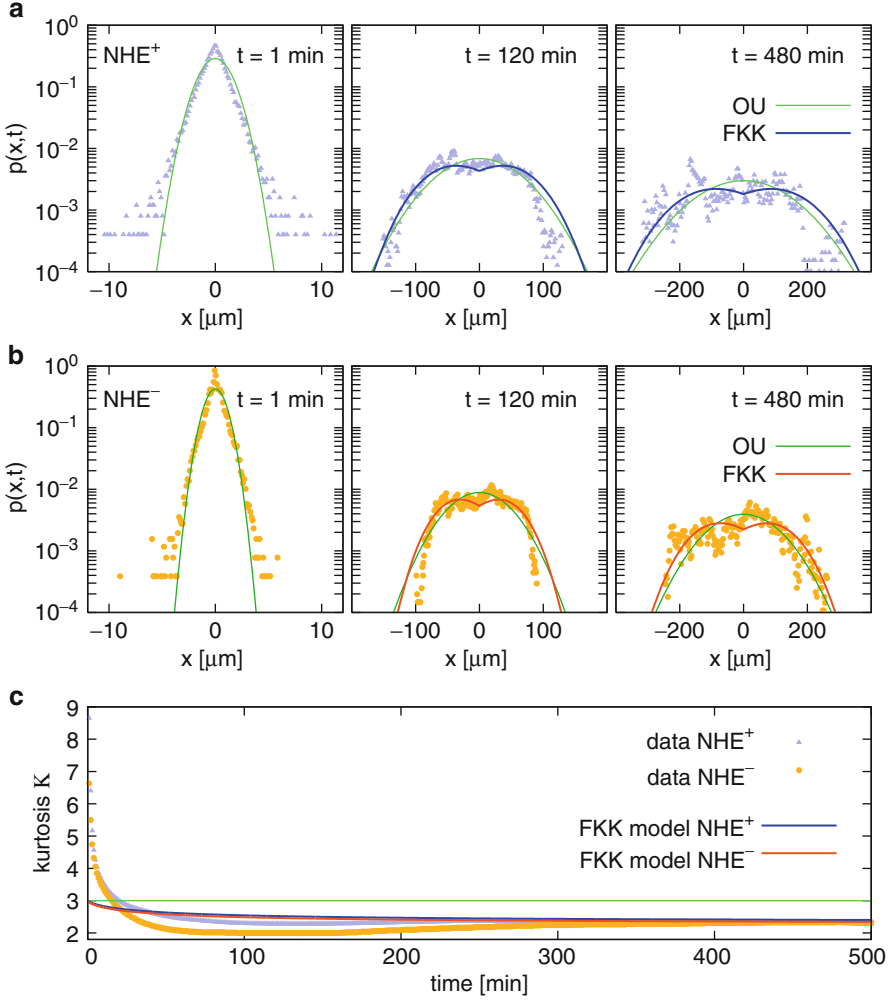 a
NHE⁺ t = 1 min
t = 120 min
t = 480 min
OU
FKK
p(x,t)
10⁰
10⁻¹
10⁻²
10⁻³
10⁻⁴
−10 0 10
−100 0 100
−200 0 200
x [μm] x [μm] x [μm]
b
NHE⁻ t = 1 min
t = 120 min
t = 480 min
OU
FKK
p(x,t)
10⁰
10⁻¹
10⁻²
10⁻³
10⁻⁴
−10 0 10
−100 0 100
−200 0 200
x [μm] x [μm] x [μm]
c
kurtosis K
9
8
7
6
5
4
3
2
data NHE⁺
data NHE⁻
FKK model NHE⁺
FKK model NHE⁻
0 100 200 300 400 500
time [min]